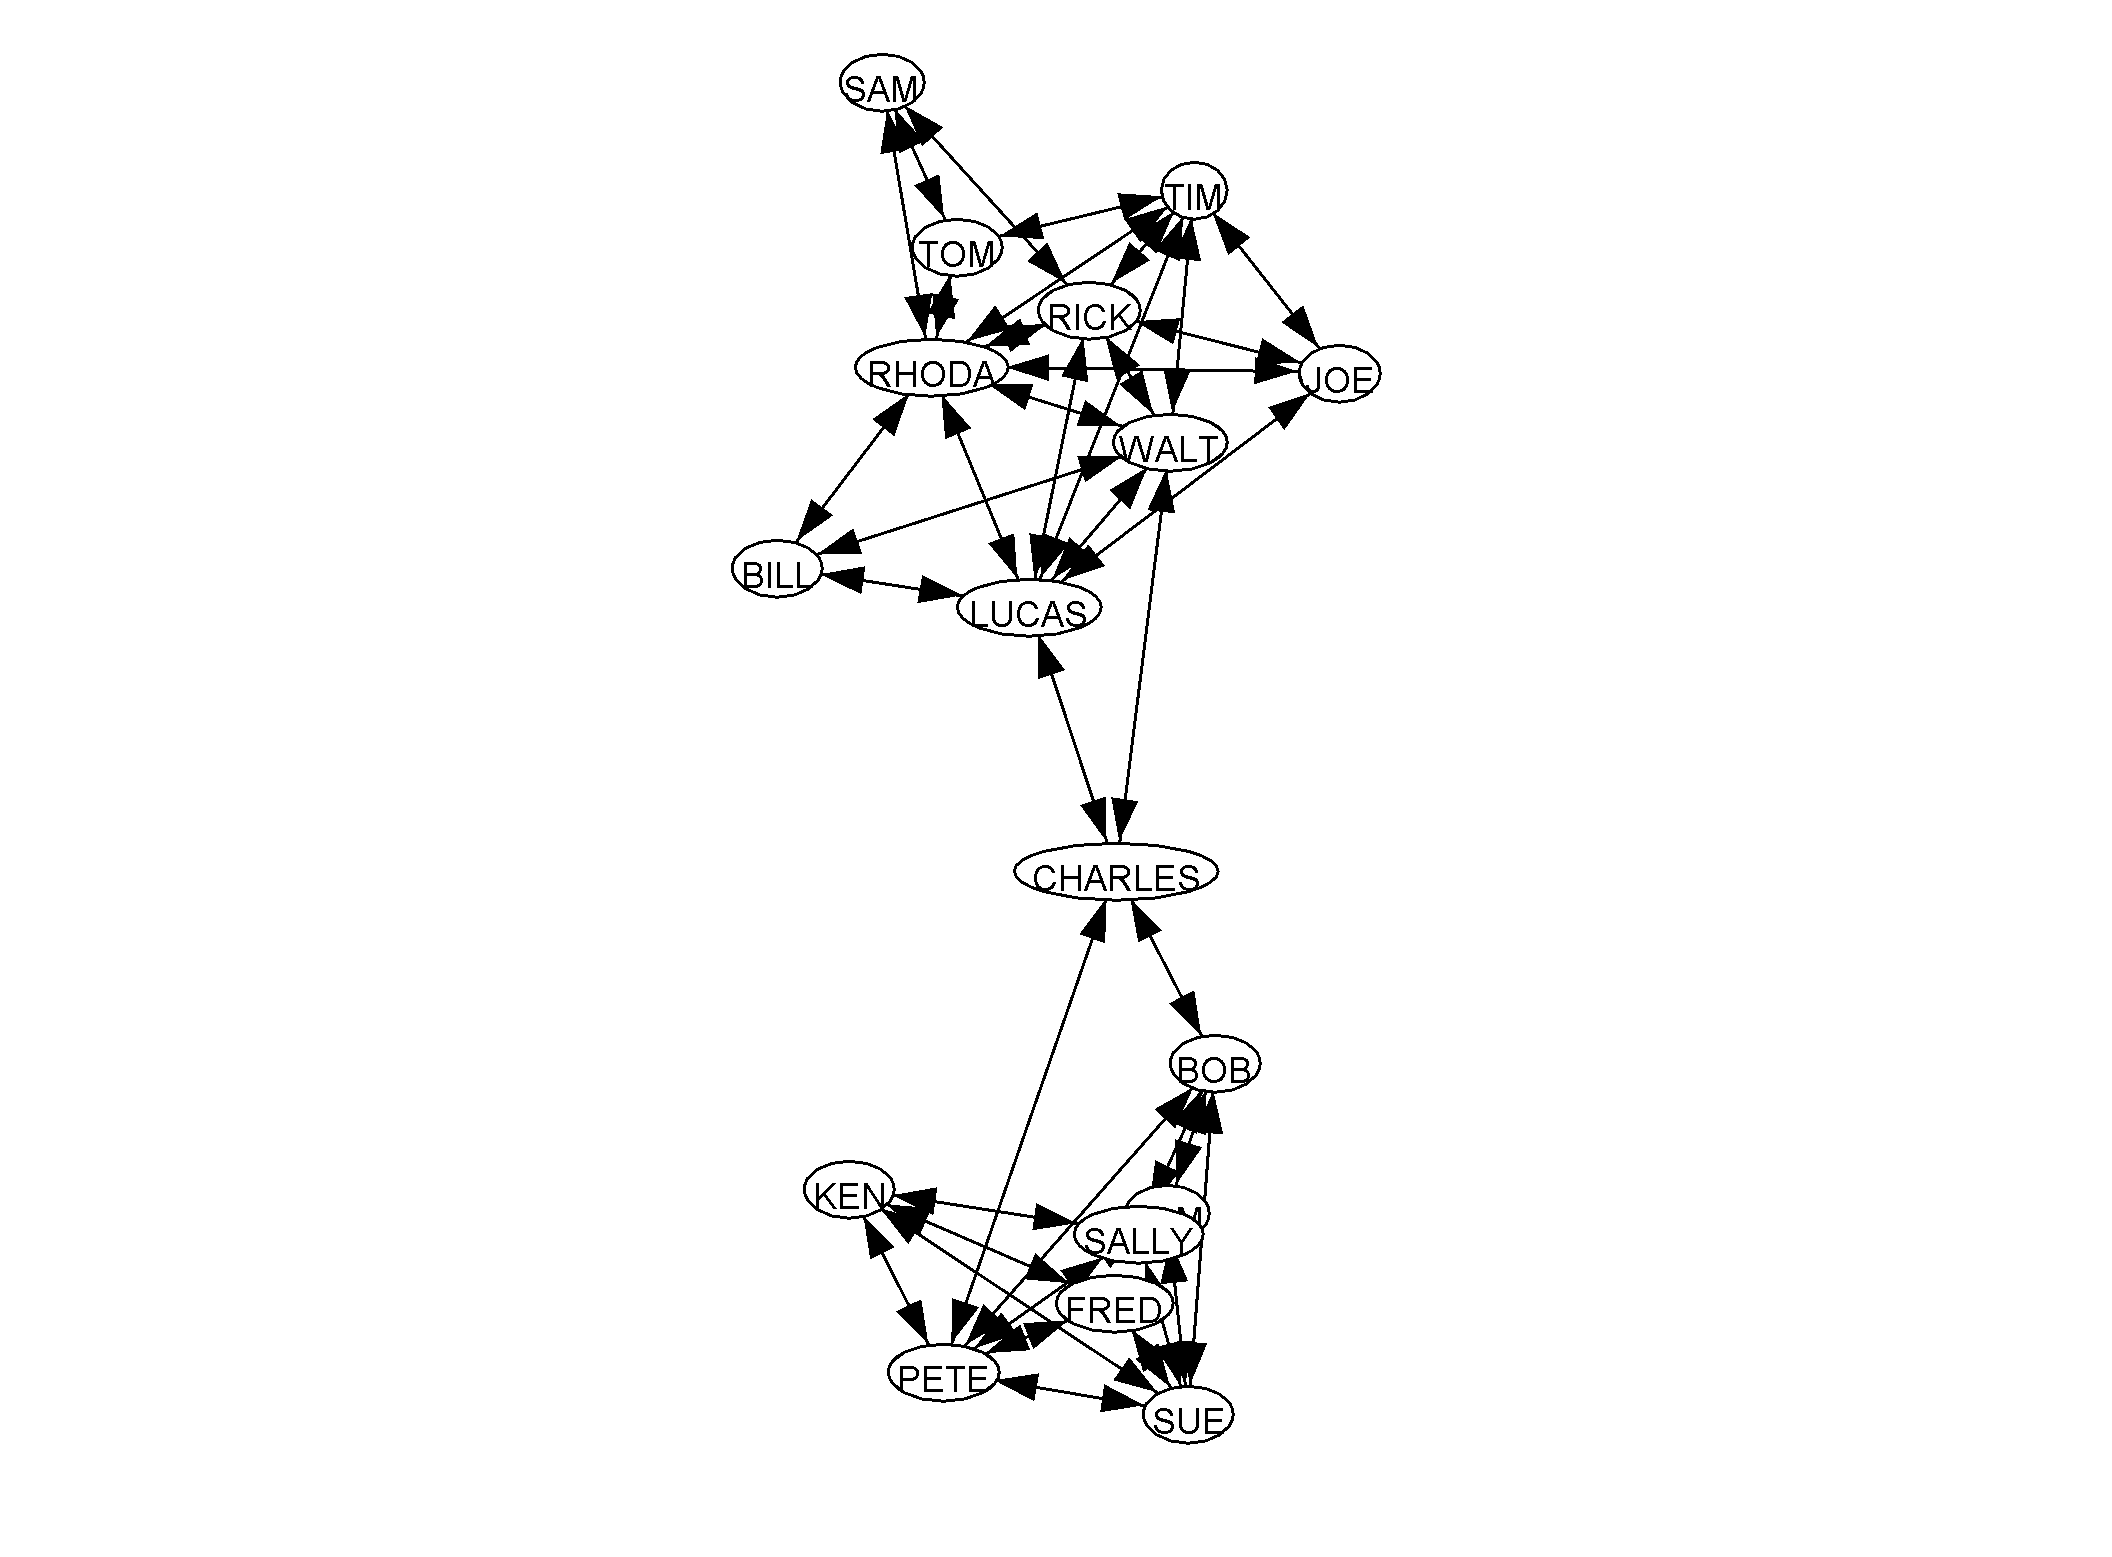 SAM
TIM
TOM
RICK
RHODA
JOE
WALT
BILL
LUCAS
CHARLES
BOB
KEN
SALLY
FRED
PETE
SUE